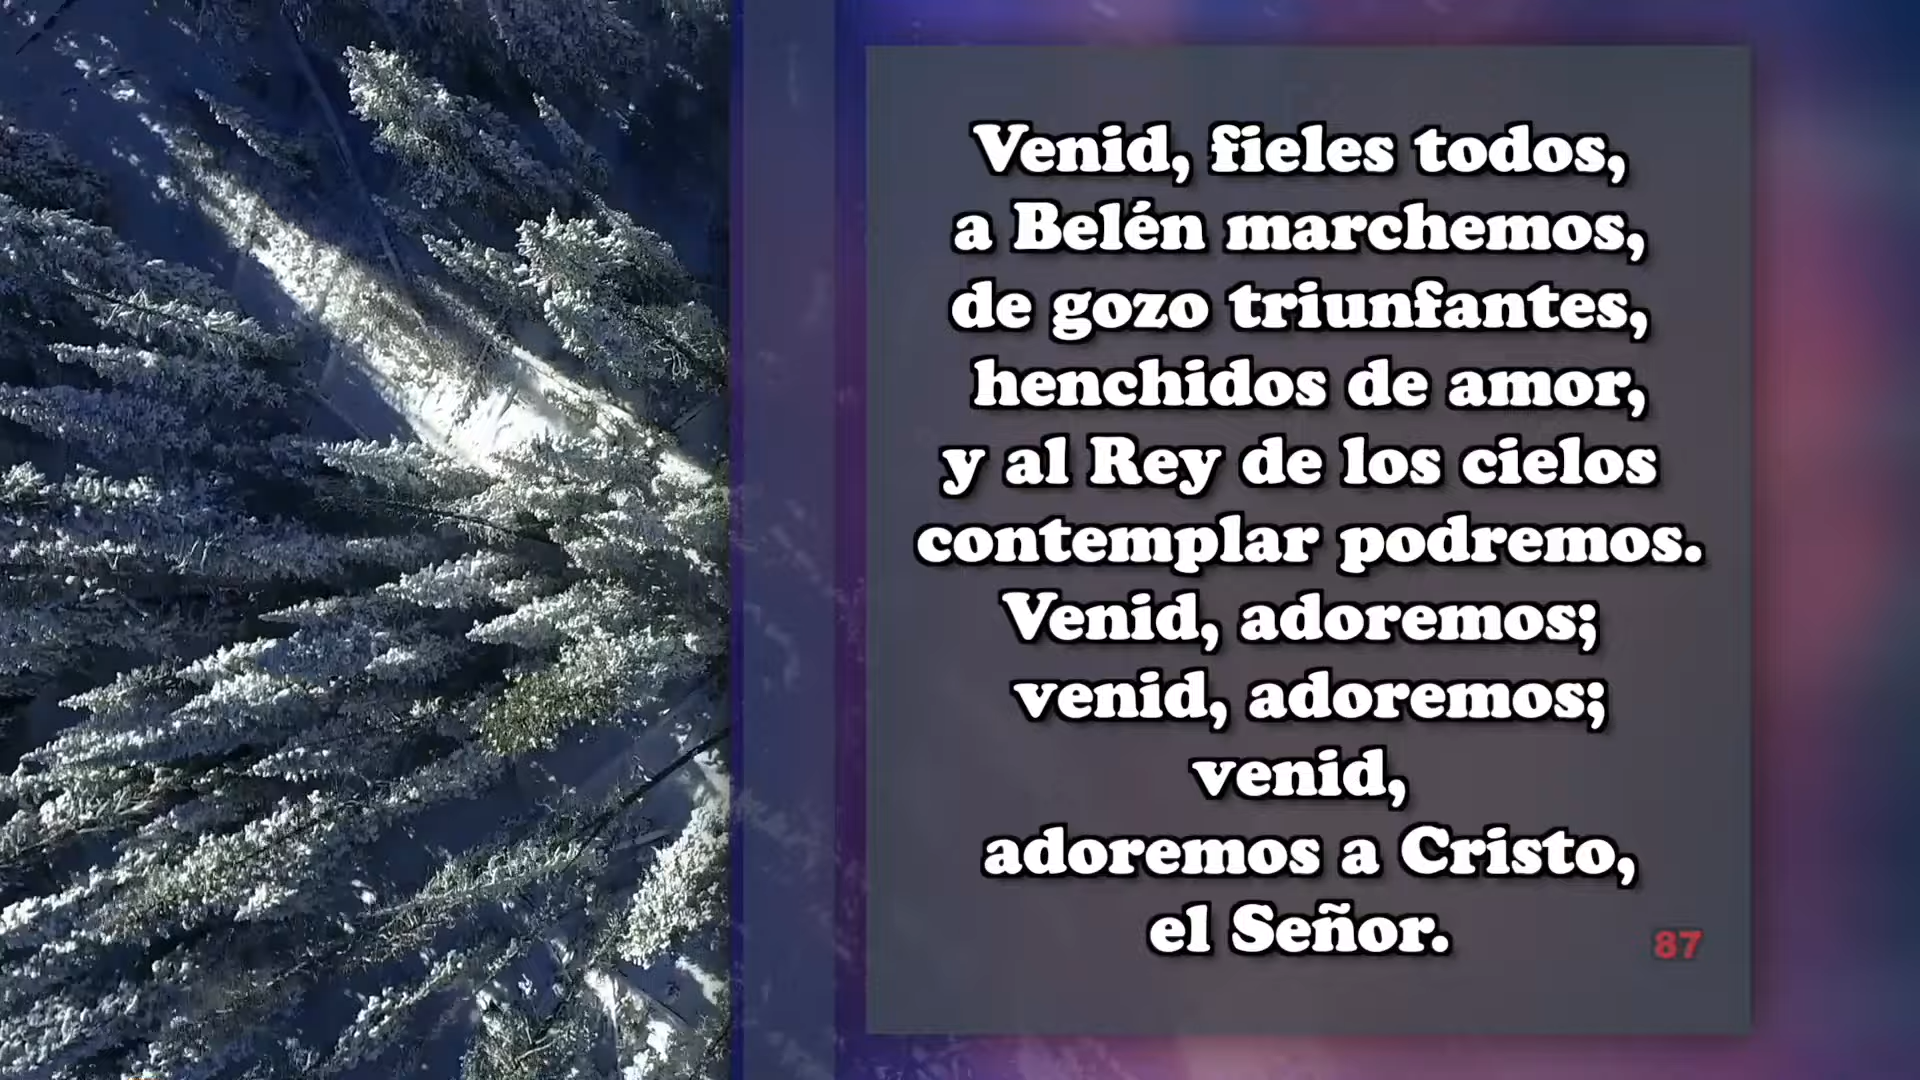 Venid, fieles todos,
a Belén marchemos,
de gozo triunfantes,
henchidos de amor,
y al Rey de los cielos
contemplar podremos.
Venid, adoremos;
venid, adoremos;
venid,
adoremos a Cristo,
el Señor.
87